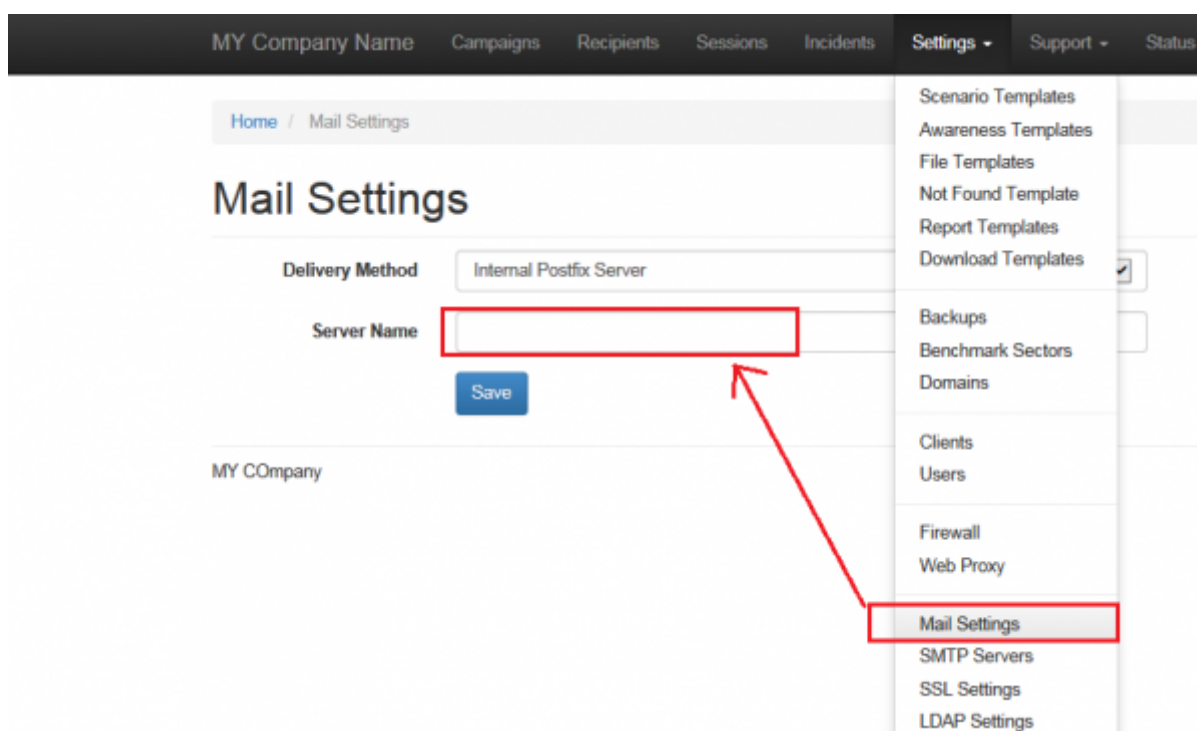 MY Company Name Campaigns Recipients Sessions Incidents Settings Support Status
Home / Mail Settings
Mail Settings
Delivery Method Internal Postfix Server
Server Name
Save
MY COmpany
Scenario Templates
Awareness Templates
File Templates
Not Found Template
Report Templates
Download Templates
Backups
Benchmark Sectors
Domains
Clients
Users
Firewall
Web Proxy
Mail Settings
SMTP Servers
SSL Settings
LDAP Settings